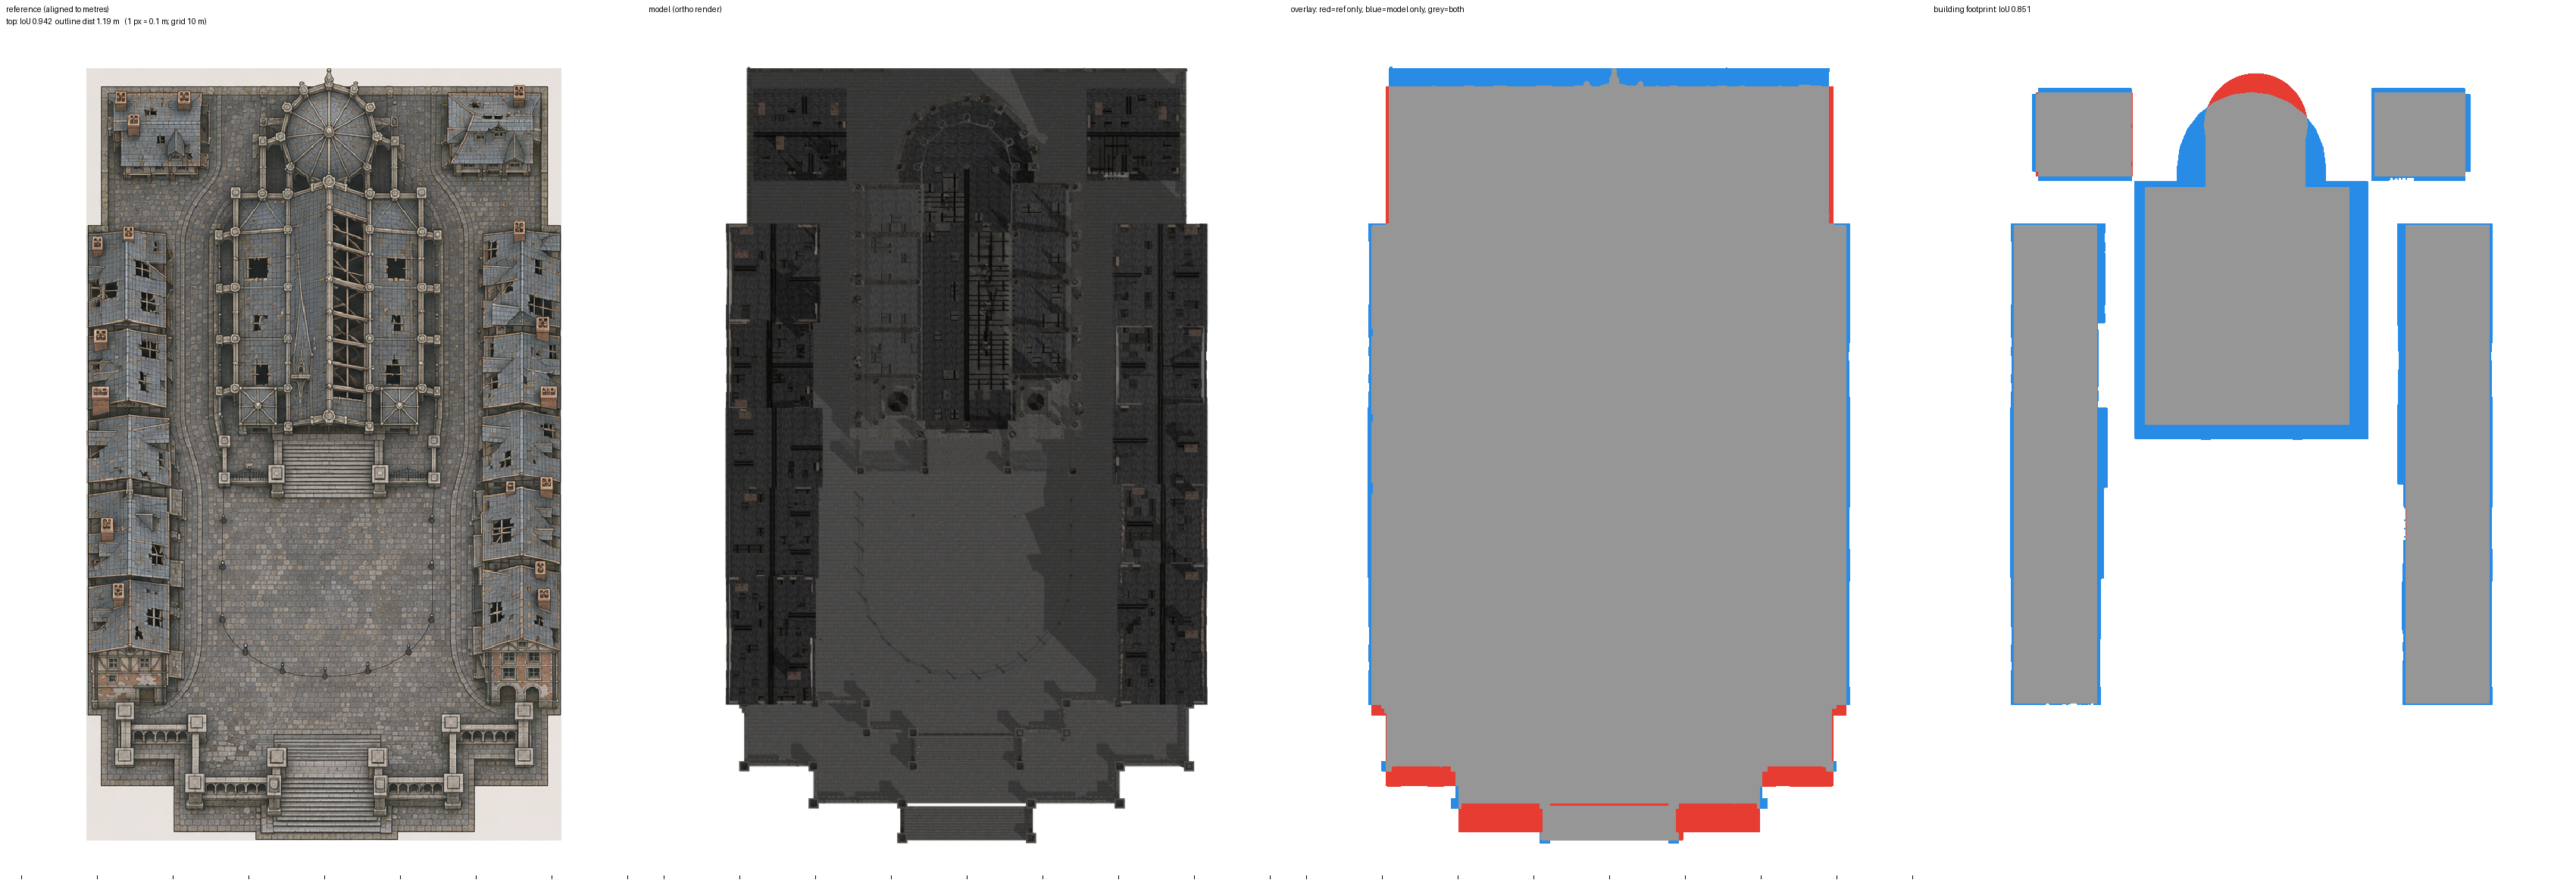 reference (aligned to metres)
top: IoU 0.942 outline dist 1.19 m (1 px = 0.1 m; grid 10 m)
model (ortho render)
overlay: red=ref only, blue=model only, grey=both
building footprint: IoU 0.851